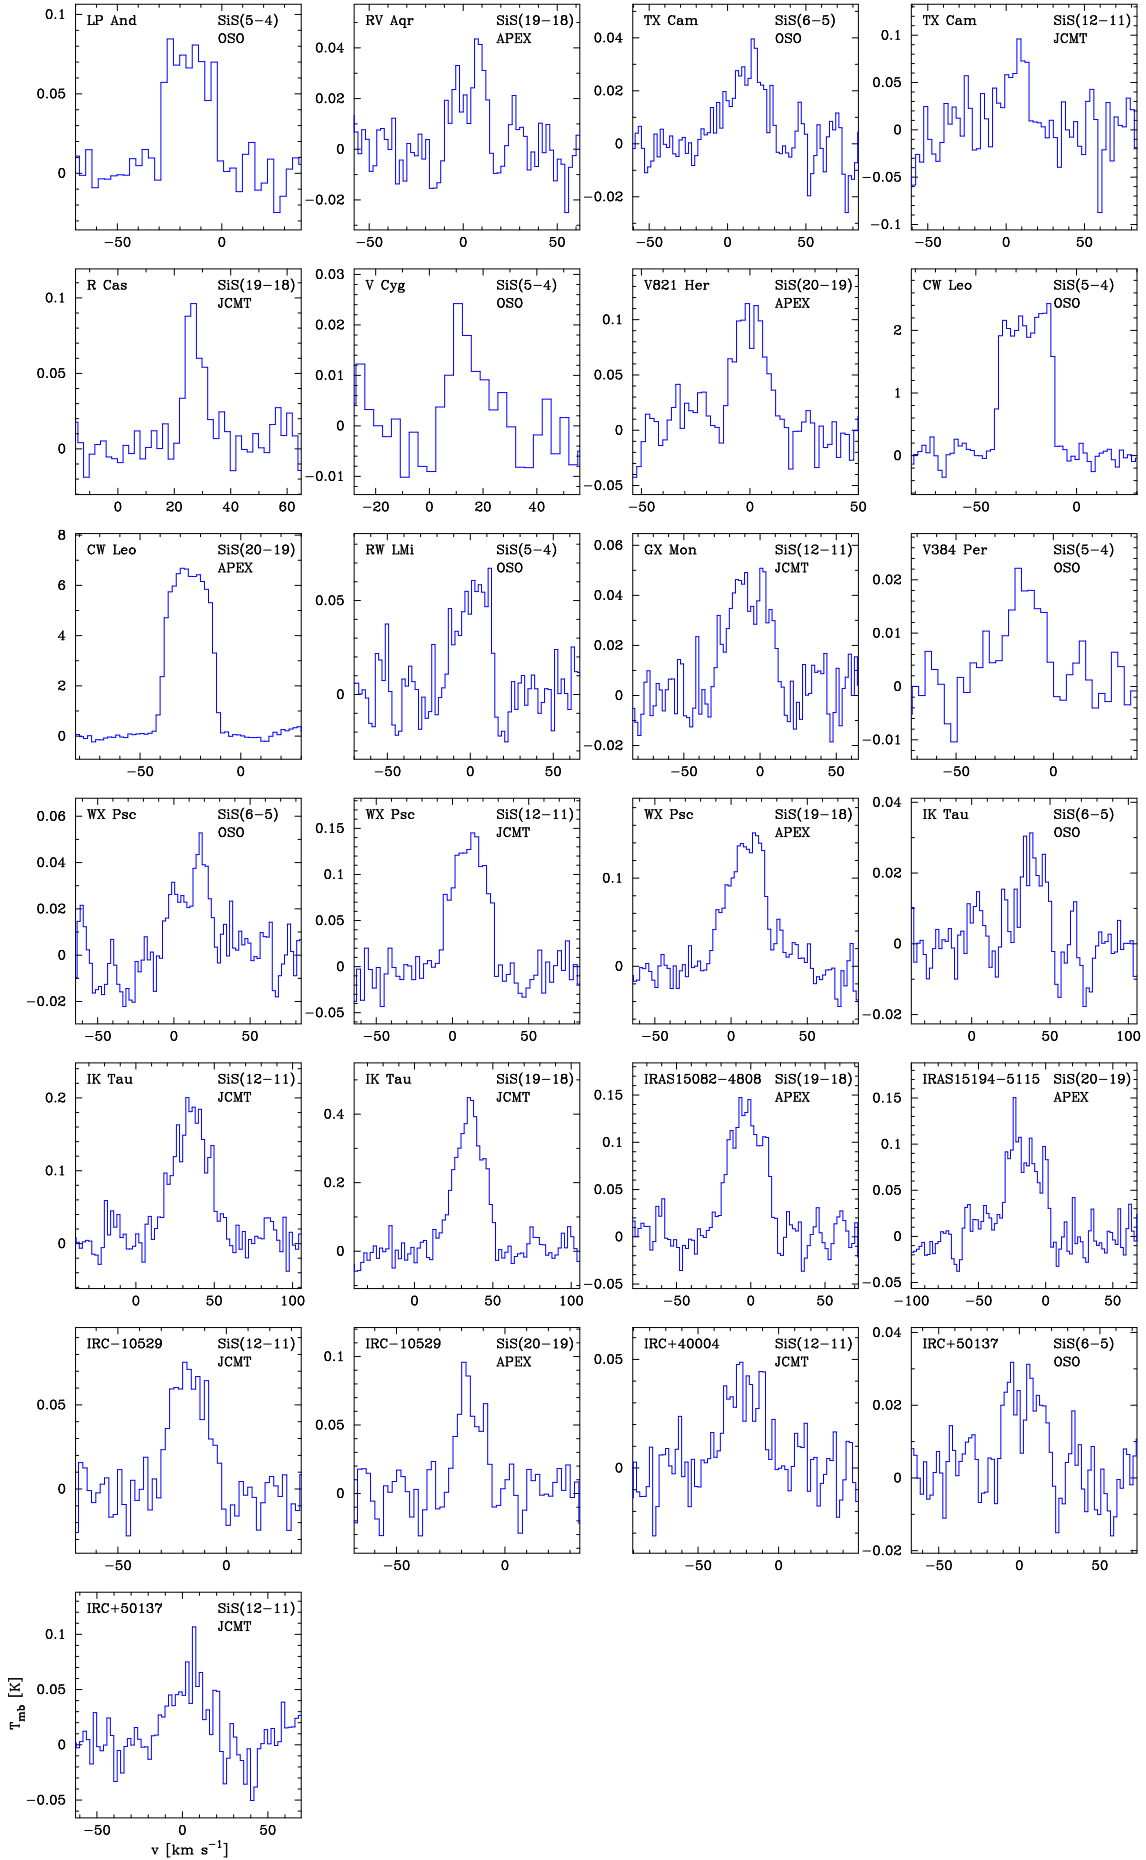 LP And SiS(5−4)
OSO
0.1
0.05
0
−50 0
RV Aqr SiS(19−18)
APEX
0.04
0.02
0
−0.02
−50 0 50
TX Cam SiS(6−5)
OSO
0.04
0.02
0
−0.02
−50 0 50
TX Cam SiS(12−11)
JCMT
0.1
0.05
0
−0.05
−0.1
−50 0 50
R Cas SiS(19−18)
JCMT
0.1
0.05
0
0 20 40 60
V Cyg SiS(5−4)
OSO
0.03
0.02
0.01
0
−0.01
−20 0 20 40
V821 Her SiS(20−19)
APEX
0.1
0.05
0
−0.05
−50 0 50
CW Leo SiS(5−4)
OSO
2
1
0
−50 0
CW Leo SiS(20−19)
APEX
8
6
4
2
0
−50 0
RW LMi SiS(5−4)
OSO
0.05
0
−50 0 50
GX Mon SiS(12−11)
JCMT
0.06
0.04
0.02
0
−0.02
−50 0 50
V384 Per SiS(5−4)
OSO
0.02
0.01
0
−0.01
−50 0
WX Psc SiS(6−5)
OSO
0.06
0.04
0.02
0
−0.02
−50 0 50
WX Psc SiS(12−11)
JCMT
0.15
0.1
0.05
0
−0.05
−50 0 50
WX Psc SiS(19−18)
APEX
0.1
0
−50 0 50
IK Tau SiS(6−5)
OSO
0.04
0.02
0
−0.02
0 50 100
IK Tau SiS(12−11)
JCMT
0.2
0.1
0
0 50 100
IK Tau SiS(19−18)
JCMT
0.4
0.2
0
0 50 100
IRAS15082−4808 SiS(19−18)
APEX
0.15
0.1
0.05
0
−0.05
−50 0 50
IRAS15194−5115 SiS(20−19)
APEX
0.15
0.1
0.05
0
−0.05
−100 −50 0 50
IRC−10529 SiS(12−11)
JCMT
0.05
0
−50 0
IRC−10529 SiS(20−19)
APEX
0.1
0.05
0
−50 0
IRC+40004 SiS(12−11)
JCMT
0.05
0
−50 0
IRC+50137 SiS(6−5)
OSO
0.04
0.02
0
−0.02
−50 0 50
IRC+50137 SiS(12−11)
JCMT
0.1
0.05
0
−0.05
−50 0 50
Tmb [K]
v [km s−1]